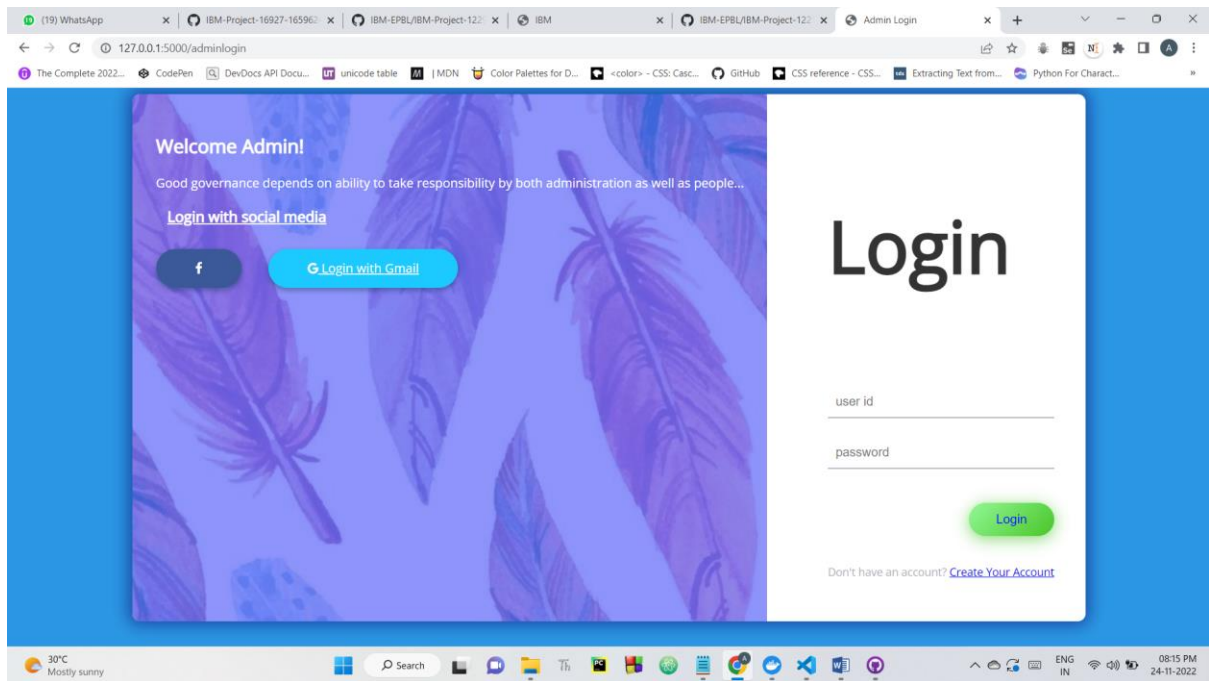 (19) WhatsApp
IBM-Project-16927-16596
IBM-EPBL/IBM-Project-122
IBM
IBM-EPBL/IBM-Project-122
Admin Login
127.0.0.1:5000/adminlogin
The Complete 2022...
CodePen
DevDocs API Docu...
UT unicode table
M | MDN
Color Palettes for D...
<color> - CSS: Casc...
GitHub
CSS reference - CSS...
Extracting Text from...
Python For Charact...
»
Welcome Admin!
Good governance depends on ability to take responsibility by both administration as well as people...
Login with social media
f
G Login with Gmail
Login
user id
password
Login
Don't have an account? Create Your Account
30°C
Mostly sunny
Search
Th
ENG
IN
08:15 PM
24-11-2022